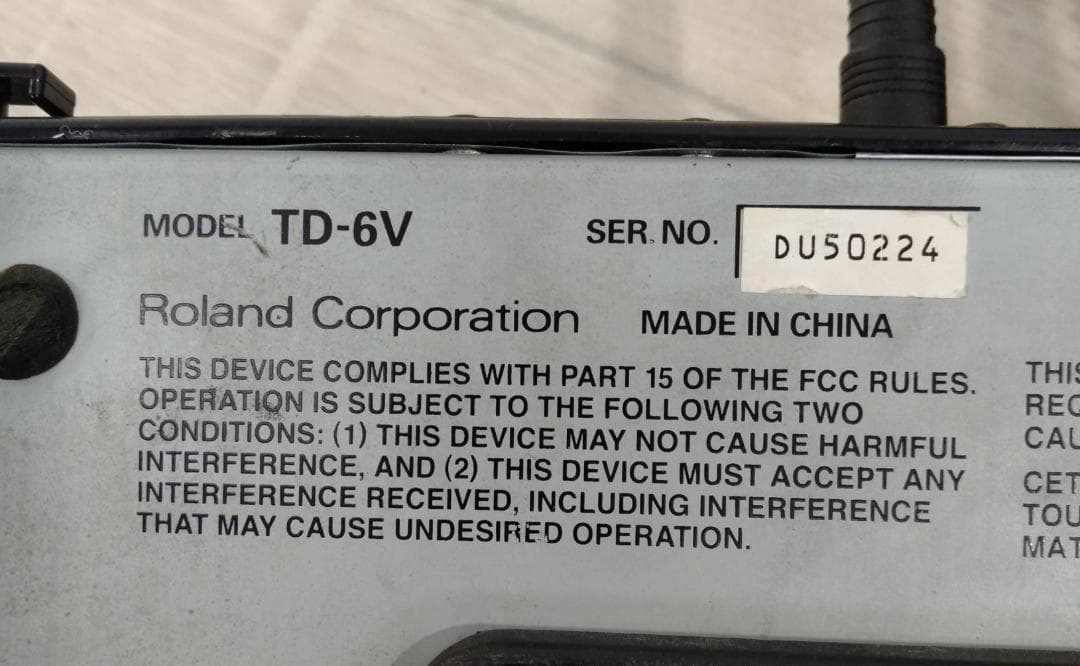 MODEL TD-6V
SER. NO. DU50224
Roland Corporation MADE IN CHINA
THIS DEVICE COMPLIES WITH PART 15 OF THE FCC RULES.
OPERATION IS SUBJECT TO THE FOLLOWING TWO
CONDITIONS: (1) THIS DEVICE MAY NOT CAUSE HARMFUL
INTERFERENCE, AND (2) THIS DEVICE MUST ACCEPT ANY
INTERFERENCE RECEIVED, INCLUDING INTERFERENCE
THAT MAY CAUSE UNDESIRED OPERATION.